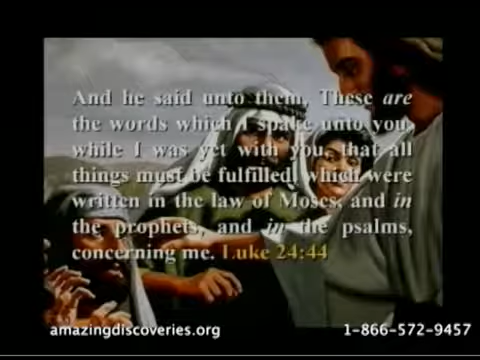 And he said unto them, These are
the words which I spake unto you,
while I was yet with you, that all
things must be fulfilled, which were
written in the law of Moses, and in
the prophets, and in the psalms,
concerning me. Luke 24:44
amazingdiscoveries.org 1-866-572-9457